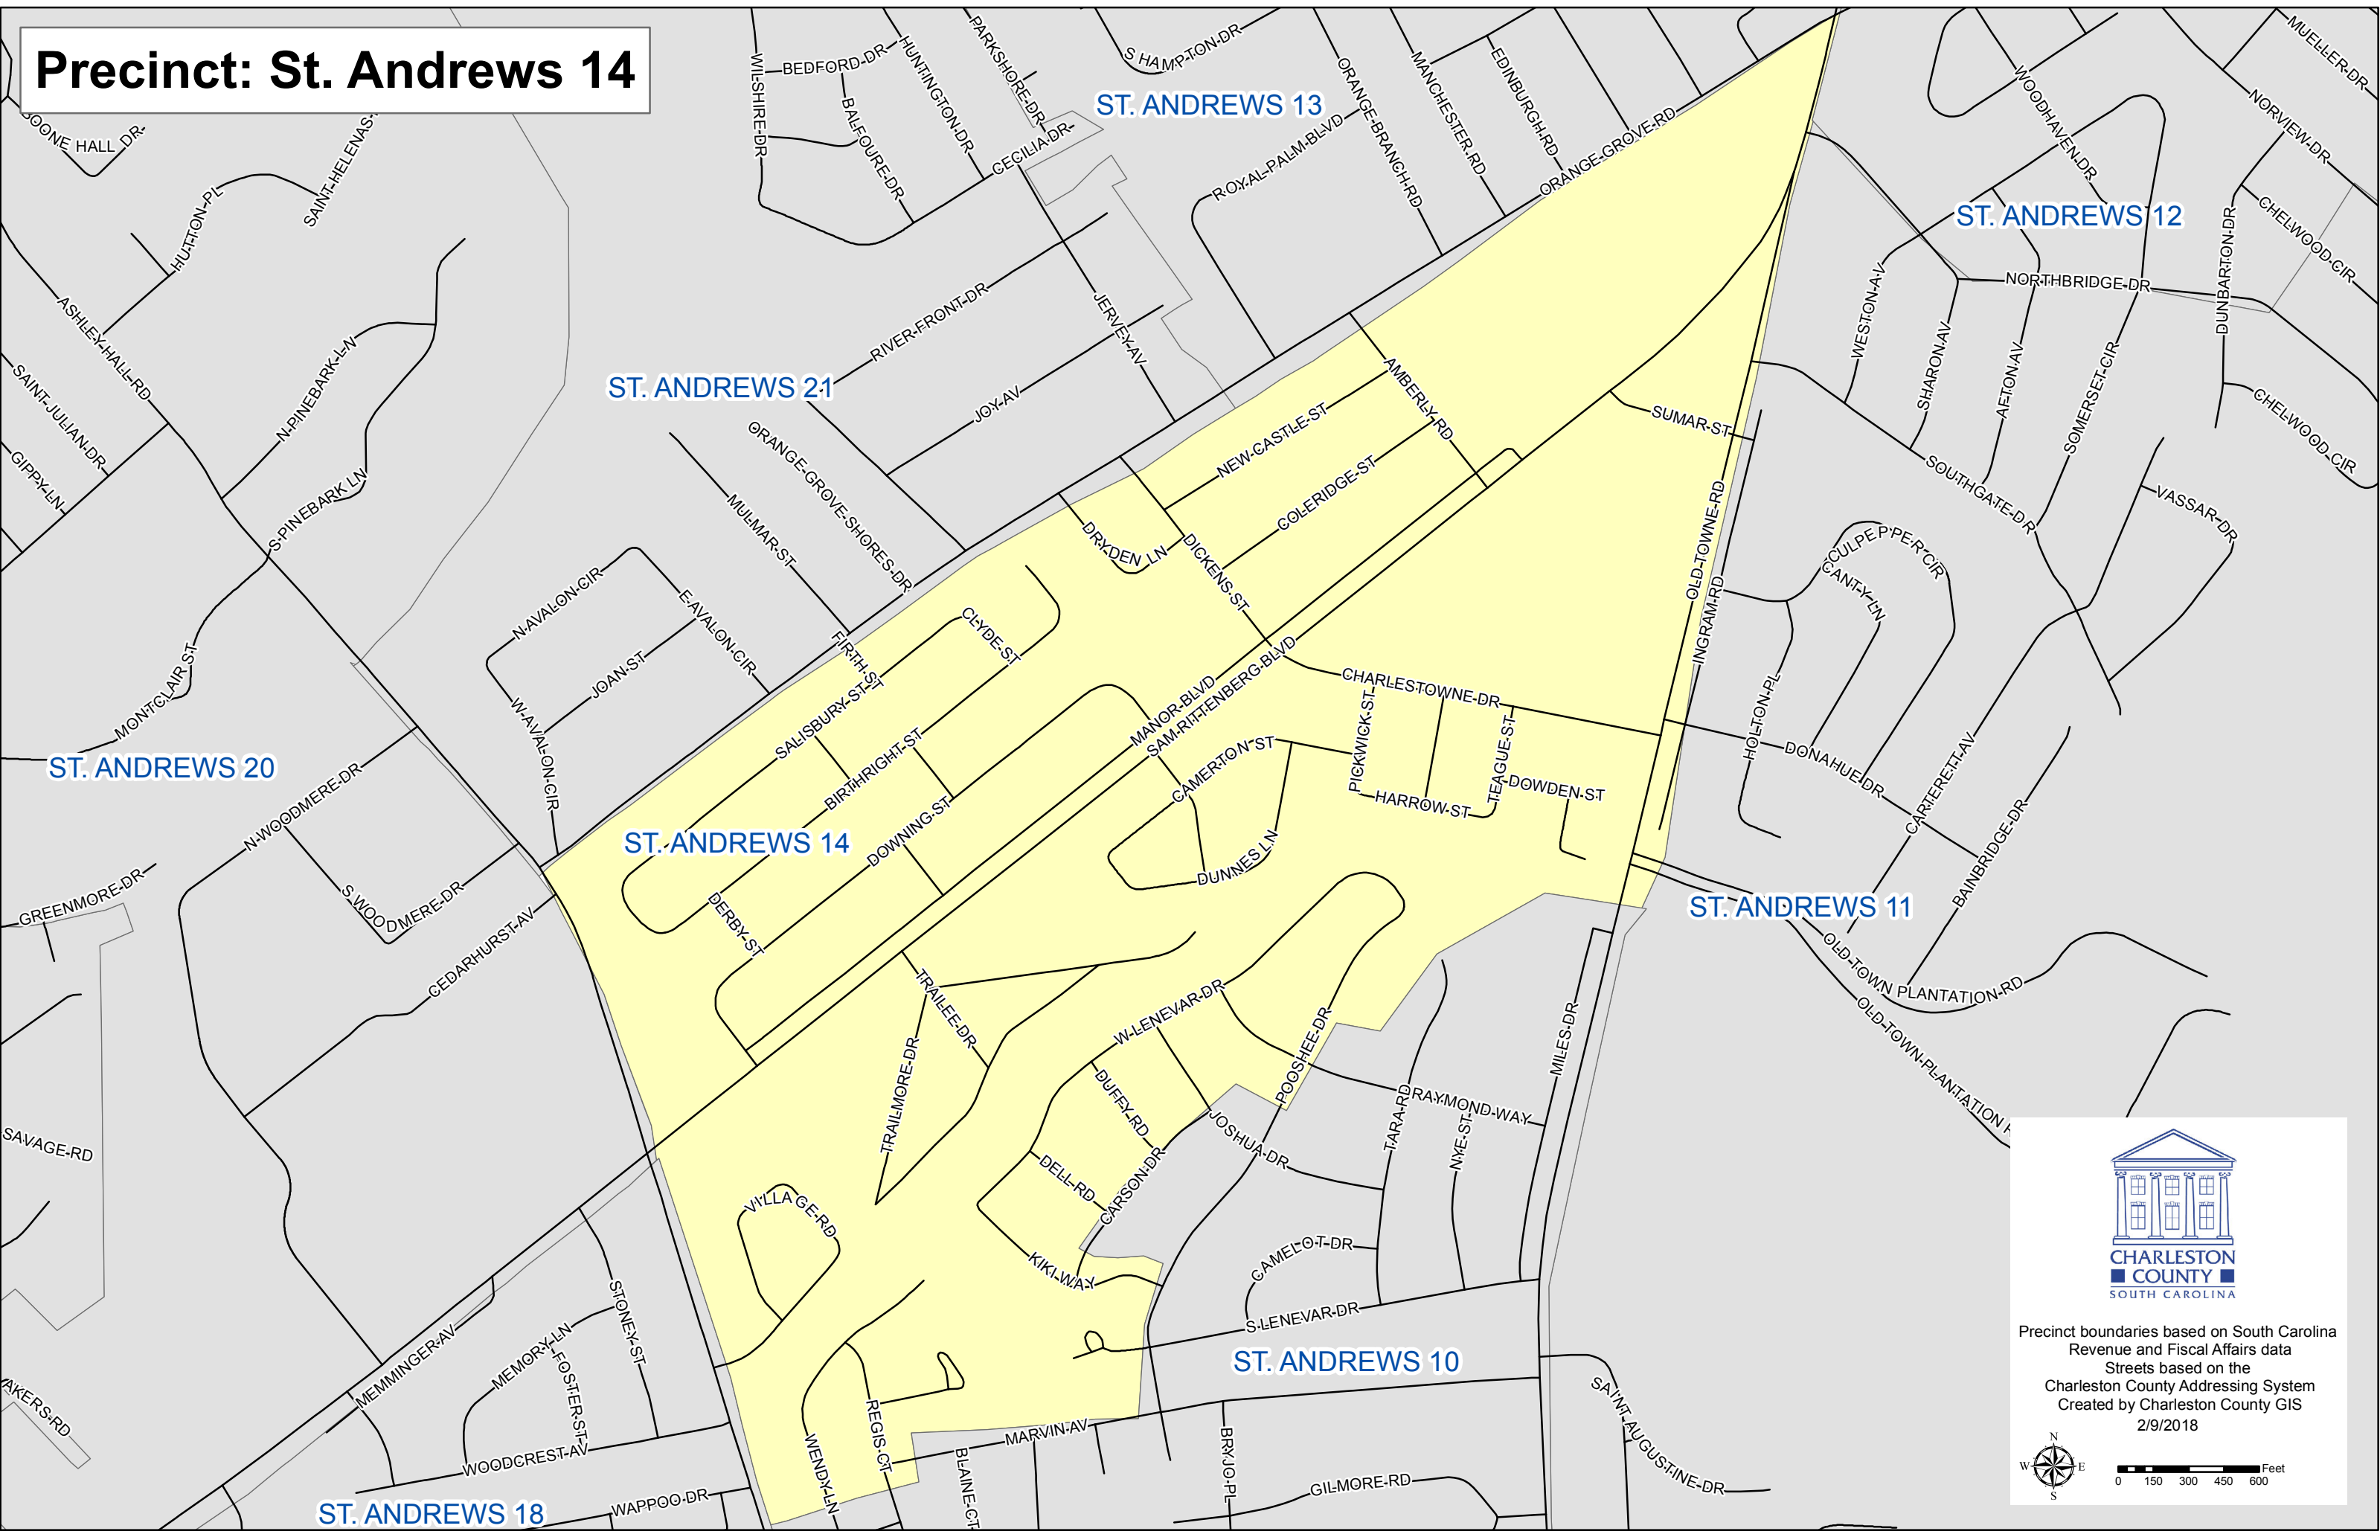 Precinct: St. Andrews 14
ST. ANDREWS 13
ST. ANDREWS 12
ST. ANDREWS 21
ST. ANDREWS 20
ST. ANDREWS 14
ST. ANDREWS 11
ST. ANDREWS 10
ST. ANDREWS 18
HALL DR
HUTTON PL
ASHLEY HALL RD
SAINT JULIAN DR
GIPPY LN
N PINEBARK LN
S PINEBARK LN
MONTCLAIR ST
N WOODMERE DR
S WOODMERE DR
GREENMORE DR
CEDARHURST AV
SAVAGE RD
MEMMINGER AV
MEMORY LN
FOSTER ST
STONEY ST
WOODCREST AV
WAPPOO DR
WILSHIRE DR
BEDFORD DR
BALFOURE DR
HUNTINGTON DR
PARKSHORE DR
CECILIA DR
S HAMPTON DR
ROYAL PALM BLVD
ORANGE BRANCH RD
MANCHESTER RD
EDINBURGH RD
ORANGE GROVE RD
RIVER FRONT DR
JERVEY AV
JOY AV
ORANGE GROVE SHORES DR
MULMAR ST
N AVALON CIR
E AVALON CIR
JOAN ST
W AVALON CIR
FIRTH ST
CLYDE ST
SALISBURY ST
BIRTHRIGHT ST
DOWNING ST
DERBY ST
DRYDEN LN
DICKENS ST
NEW CASTLE ST
COLERIDGE ST
AMBERLY RD
SUMAR ST
MANOR BLVD
SAM RITTENBERG BLVD
CHARLESTOWNE DR
PICKWICK ST
HARROW ST
TEAGUE ST
DOWDEN ST
CAMERTON ST
DUNNES LN
TRAILEE DR
TRAILMORE DR
W LENEVAR DR
DUFFY RD
DELL RD
CARSON DR
KIKI WAY
JOSHUA DR
POOSHEE DR
RAYMOND WAY
TARA RD
NYE ST
MILES DR
CAMELOT DR
S LENEVAR DR
VILLAGE RD
WENDY LN
REGIS CT
MARVIN AV
BLAINE CT
BRYJO PL
GILMORE RD
SAINT AUGUSTINE DR
OLD TOWNE RD
INGRAM RD
WOODHAVEN DR
MUELLER DR
NORVIEW DR
CHELWOOD CIR
DUNBARTON DR
NORTHBRIDGE DR
WESTON AV
SHARON AV
AFTON AV
SOMERSET CIR
CHELWOOD CIR
SOUTHGATE DR
VASSAR DR
CULPEPPER CIR
CANTY LN
HOLTON PL
DONAHUE DR
CARTERET AV
BAINBRIDGE DR
OLD TOWN PLANTATION RD
OLD TOWN PLANTATION
CHARLESTON
COUNTY
SOUTH CAROLINA
Precinct boundaries based on South Carolina
Revenue and Fiscal Affairs data
Streets based on the
Charleston County Addressing System
Created by Charleston County GIS
2/9/2018
N
W E
S
Feet
0 150 300 450 600